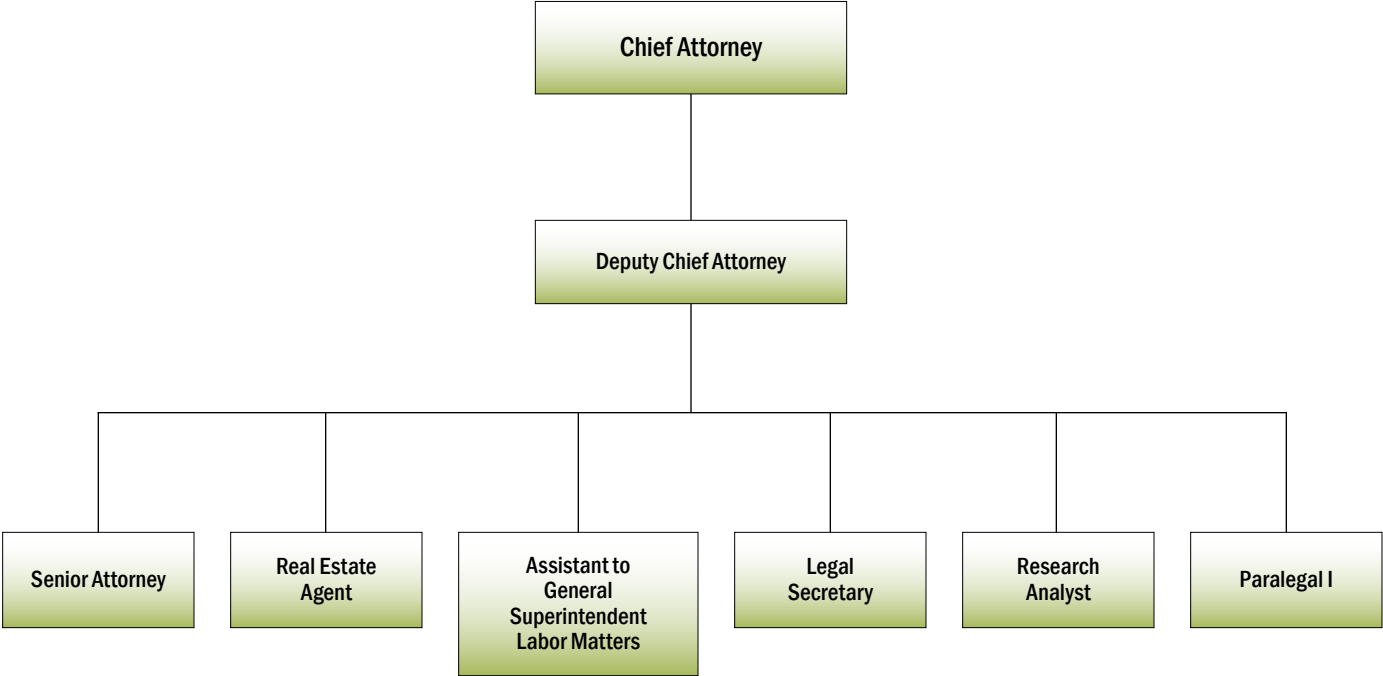 Chief Attorney
Deputy Chief Attorney
Senior Attorney
Real Estate
Agent
Assistant to
General
Superintendent
Labor Matters
Legal
Secretary
Research
Analyst
Paralegal I